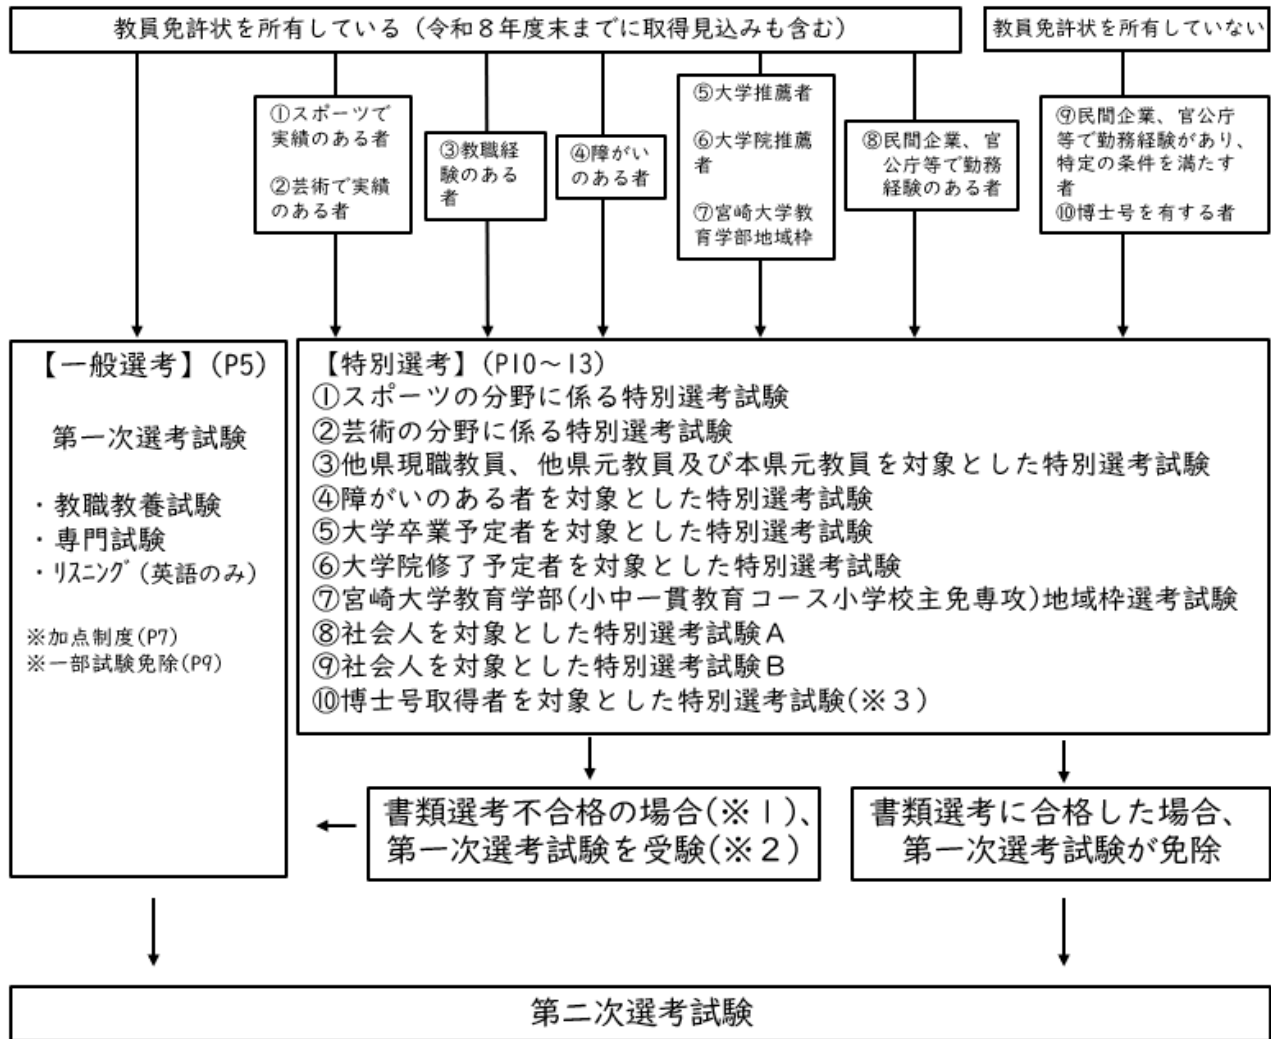 教員免許状を所有している（令和８年度末までに取得見込みも含む）
教員免許状を所有していない
①スポーツで
実績のある者
②芸術で実績
のある者
③教職経
験のある
者
④障がい
のある者
⑤大学推薦者
⑥大学院推薦
者
⑦宮崎大学教
育学部地域枠
⑧民間企業、官
公庁等で勤務
経験のある者
⑨民間企業、官公庁
等で勤務経験があり、
特定の条件を満たす
者
⑩博士号を有する者
【一般選考】(P5)
第一次選考試験
・教職教養試験
・専門試験
・ﾘｽﾆﾝｸﾞ(英語のみ)
※加点制度(P7)
※一部試験免除(P9)
【特別選考】(P10～13)
①スポーツの分野に係る特別選考試験
②芸術の分野に係る特別選考試験
③他県現職教員、他県元教員及び本県元教員を対象とした特別選考試験
④障がいのある者を対象とした特別選考試験
⑤大学卒業予定者を対象とした特別選考試験
⑥大学院修了予定者を対象とした特別選考試験
⑦宮崎大学教育学部(小中一貫教育コース小学校主免専攻)地域枠選考試験
⑧社会人を対象とした特別選考試験Ａ
⑨社会人を対象とした特別選考試験Ｂ
⑩博士号取得者を対象とした特別選考試験(※３)
書類選考不合格の場合(※１)、
第一次選考試験を受験(※２)
書類選考に合格した場合、
第一次選考試験が免除
第二次選考試験